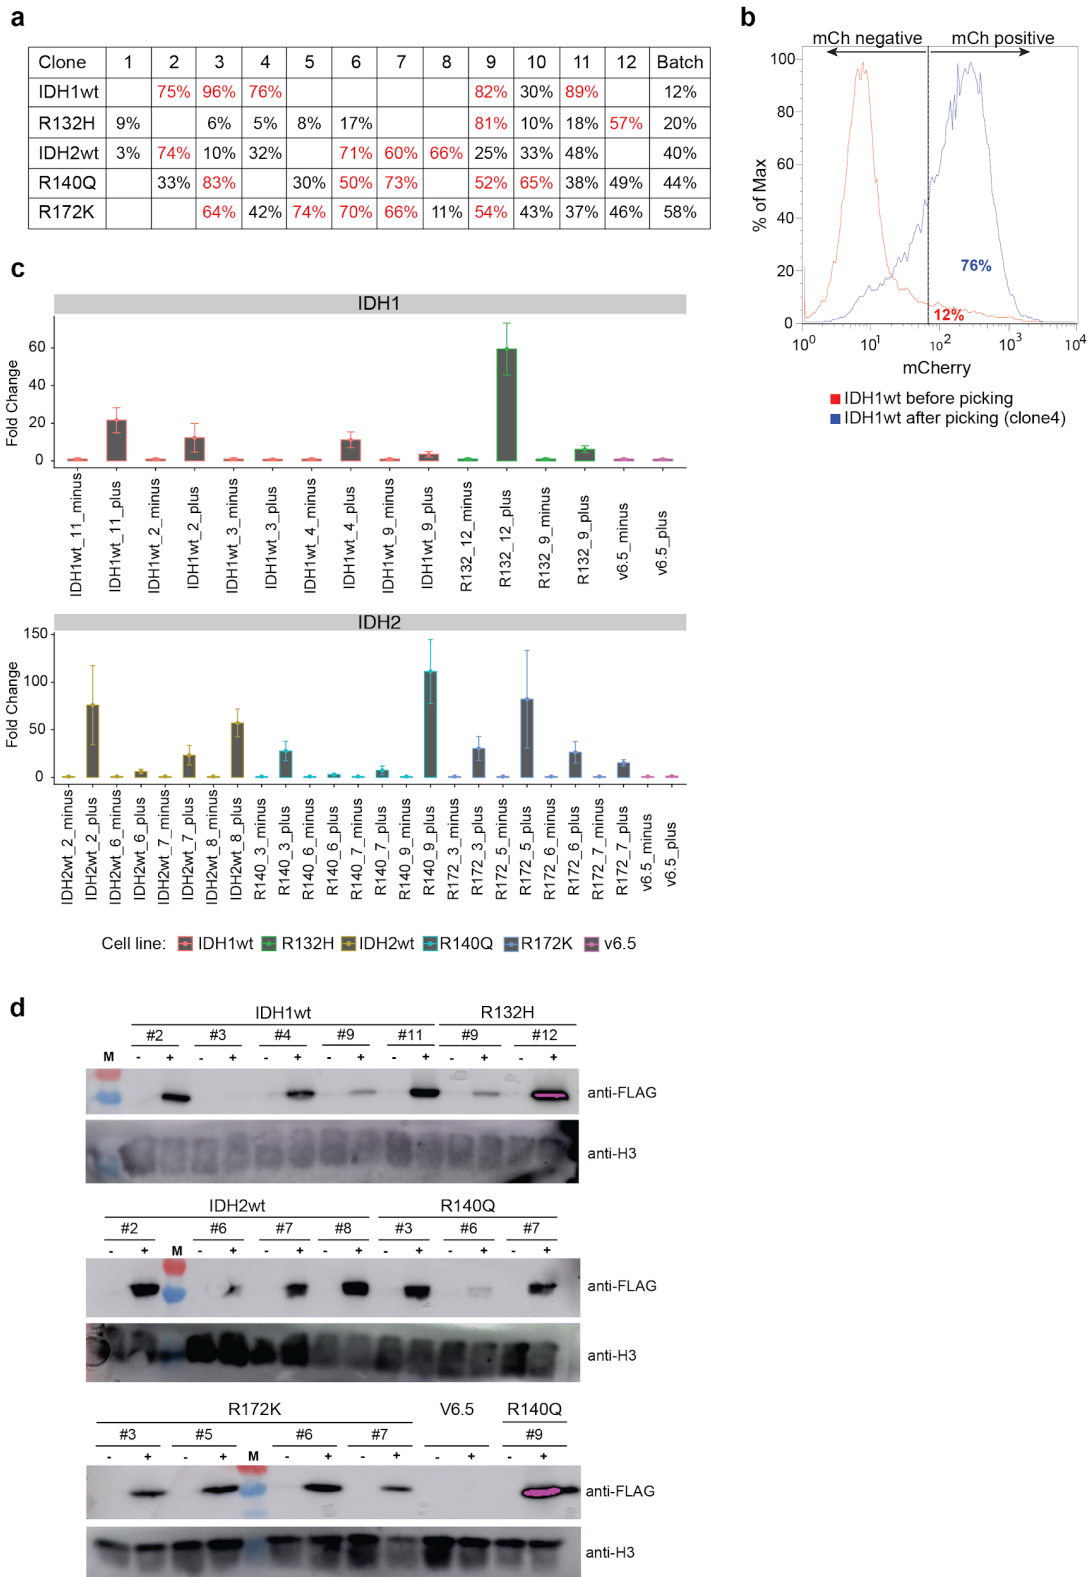 a
Clone 1 2 3 4 5 6 7 8 9 10 11 12 Batch
IDH1wt 75% 96% 76% 82% 30% 89% 12%
R132H 9% 6% 5% 8% 17% 81% 10% 18% 57% 20%
IDH2wt 3% 74% 10% 32% 71% 60% 66% 25% 33% 48% 40%
R140Q 33% 83% 30% 50% 73% 52% 65% 38% 49% 44%
R172K 64% 42% 74% 70% 66% 11% 54% 43% 37% 46% 58%
b
mCh negative mCh positive
% of Max
100
80
60
40
20
0
76%
12%
10⁰ 10¹ 10² 10³ 10⁴
mCherry
IDH1wt before picking
IDH1wt after picking (clone4)
c
IDH1
Fold Change
60
40
20
0
IDH1wt_11_minus
IDH1wt_11_plus
IDH1wt_2_minus
IDH1wt_2_plus
IDH1wt_3_minus
IDH1wt_3_plus
IDH1wt_4_minus
IDH1wt_4_plus
IDH1wt_9_minus
IDH1wt_9_plus
R132_12_minus
R132_12_plus
R132_9_minus
R132_9_plus
v6.5_minus
v6.5_plus
IDH2
Fold Change
150
100
50
0
IDH2wt_2_minus
IDH2wt_2_plus
IDH2wt_6_minus
IDH2wt_6_plus
IDH2wt_7_minus
IDH2wt_7_plus
IDH2wt_8_minus
IDH2wt_8_plus
R140_3_minus
R140_3_plus
R140_6_minus
R140_6_plus
R140_7_minus
R140_7_plus
R140_9_minus
R140_9_plus
R172_3_minus
R172_3_plus
R172_5_minus
R172_5_plus
R172_6_minus
R172_6_plus
R172_7_minus
R172_7_plus
v6.5_minus
v6.5_plus
Cell line: IDH1wt R132H IDH2wt R140Q R172K v6.5
d
IDH1wt R132H
#2 #3 #4 #9 #11 #9 #12
M - + - + - + - + - + - + - +
anti-FLAG
anti-H3
IDH2wt R140Q
#2 #6 #7 #8 #3 #6 #7
- + M - + - + - + - + - + - +
anti-FLAG
anti-H3
R172K V6.5 R140Q
#3 #5 #6 #7 #9
- + - + M - + - + - + - +
anti-FLAG
anti-H3